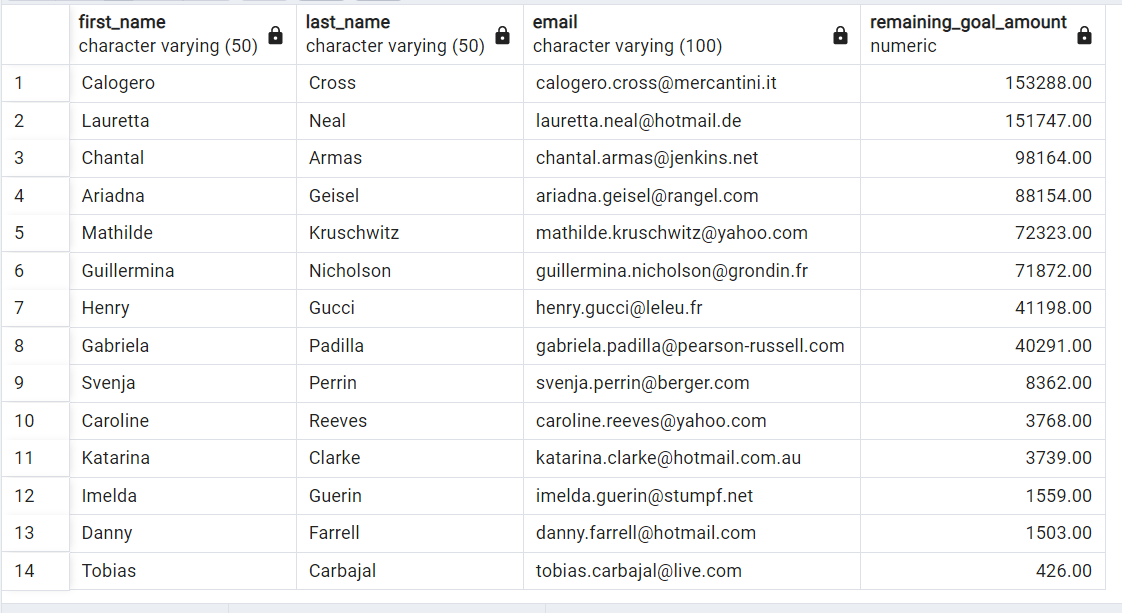 first_name last_name email remaining_goal_amount
character varying (50) character varying (50) character varying (100) numeric
1 Calogero Cross calogero.cross@mercantini.it 153288.00
2 Lauretta Neal lauretta.neal@hotmail.de 151747.00
3 Chantal Armas chantal.armas@jenkins.net 98164.00
4 Ariadna Geisel ariadna.geisel@rangel.com 88154.00
5 Mathilde Kruschwitz mathilde.kruschwitz@yahoo.com 72323.00
6 Guillermina Nicholson guillermina.nicholson@grondin.fr 71872.00
7 Henry Gucci henry.gucci@leleu.fr 41198.00
8 Gabriela Padilla gabriela.padilla@pearson-russell.com 40291.00
9 Svenja Perrin svenja.perrin@berger.com 8362.00
10 Caroline Reeves caroline.reeves@yahoo.com 3768.00
11 Katarina Clarke katarina.clarke@hotmail.com.au 3739.00
12 Imelda Guerin imelda.guerin@stumpf.net 1559.00
13 Danny Farrell danny.farrell@hotmail.com 1503.00
14 Tobias Carbajal tobias.carbajal@live.com 426.00